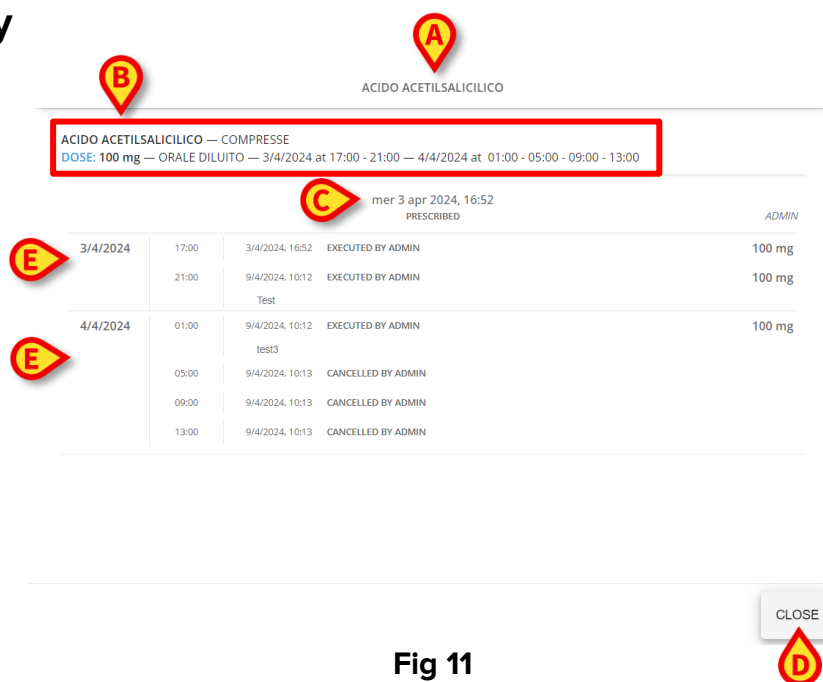 y
A
B
ACIDO ACETILSALICILICO
ACIDO ACETILSALICILICO — COMPRESSE
DOSE: 100 mg — ORALE DILUITO — 3/4/2024 at 17:00 - 21:00 — 4/4/2024 at 01:00 - 05:00 - 09:00 - 13:00
C
mer 3 apr 2024, 16:52
PRESCRIBED ADMIN
E
3/4/2024 17:00 3/4/2024, 16:52 EXECUTED BY ADMIN 100 mg
21:00 9/4/2024, 10:12 EXECUTED BY ADMIN 100 mg
Test
4/4/2024 01:00 9/4/2024, 10:12 EXECUTED BY ADMIN 100 mg
test3
E
05:00 9/4/2024, 10:13 CANCELLED BY ADMIN
09:00 9/4/2024, 10:13 CANCELLED BY ADMIN
13:00 9/4/2024, 10:13 CANCELLED BY ADMIN
CLOSE
D
Fig 11